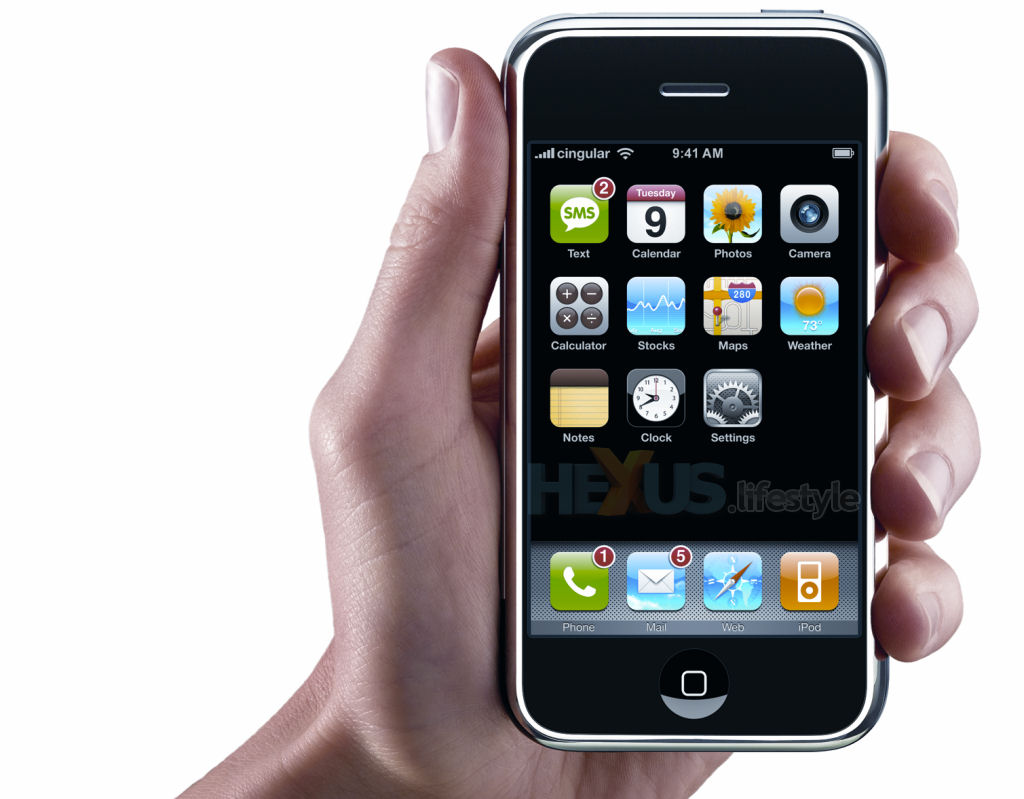 cingular 9:41 AM
SMS 2 Tuesday 9
Text Calendar Photos Camera
280 73°
Calculator Stocks Maps Weather
Notes Clock Settings
HEXUS.lifestyle
1 5
Phone Mail Web iPod